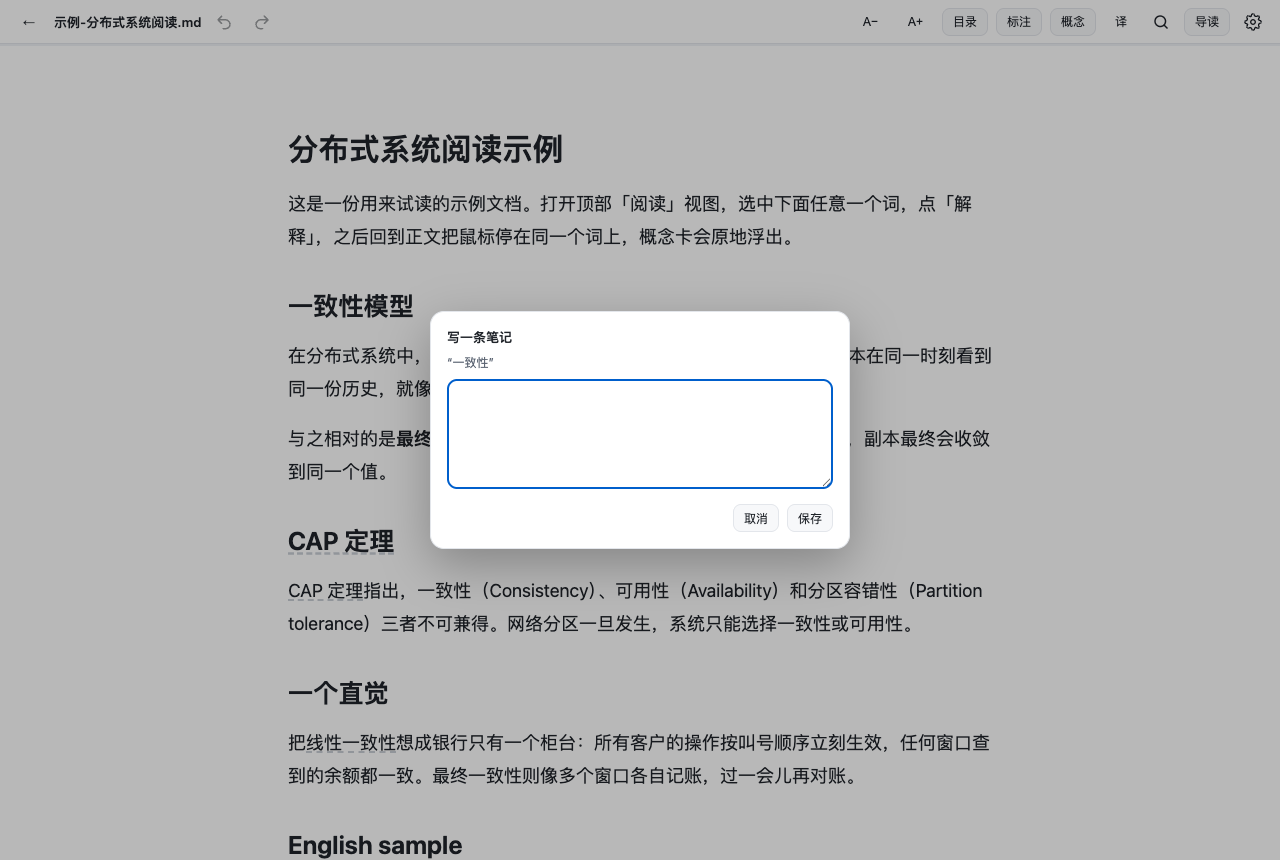 ← 示例-分布式系统阅读.md A− A+ 目录 标注 概念 译 导读
分布式系统阅读示例
这是一份用来试读的示例文档。打开顶部「阅读」视图，选中下面任意一个词，点「解
释」，之后回到正文把鼠标停在同一个词上，概念卡会原地浮出。
一致性模型
在分布式系统中， 本在同一时刻看到
同一份历史，就像
与之相对的是最终 ，副本最终会收敛
到同一个值。
写一条笔记
“一致性”
取消 保存
CAP 定理
CAP 定理指出，一致性（Consistency）、可用性（Availability）和分区容错性（Partition
tolerance）三者不可兼得。网络分区一旦发生，系统只能选择一致性或可用性。
一个直觉
把线性一致性想成银行只有一个柜台：所有客户的操作按叫号顺序立刻生效，任何窗口查
到的余额都一致。最终一致性则像多个窗口各自记账，过一会儿再对账。
English sample